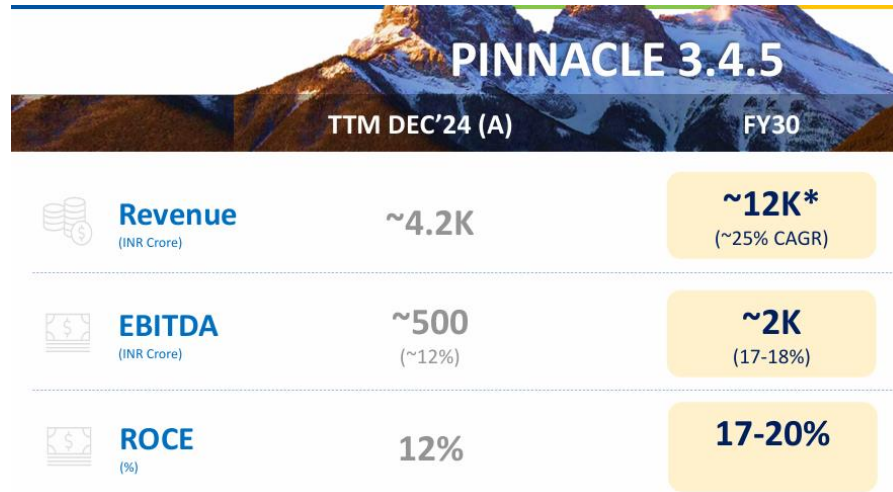 PINNACLE 3.4.5
TTM DEC'24 (A)
FY30
Revenue
(INR Crore)
~4.2K
~12K*
(~25% CAGR)
EBITDA
(INR Crore)
~500
(~12%)
~2K
(17-18%)
ROCE
(%)
12%
17-20%